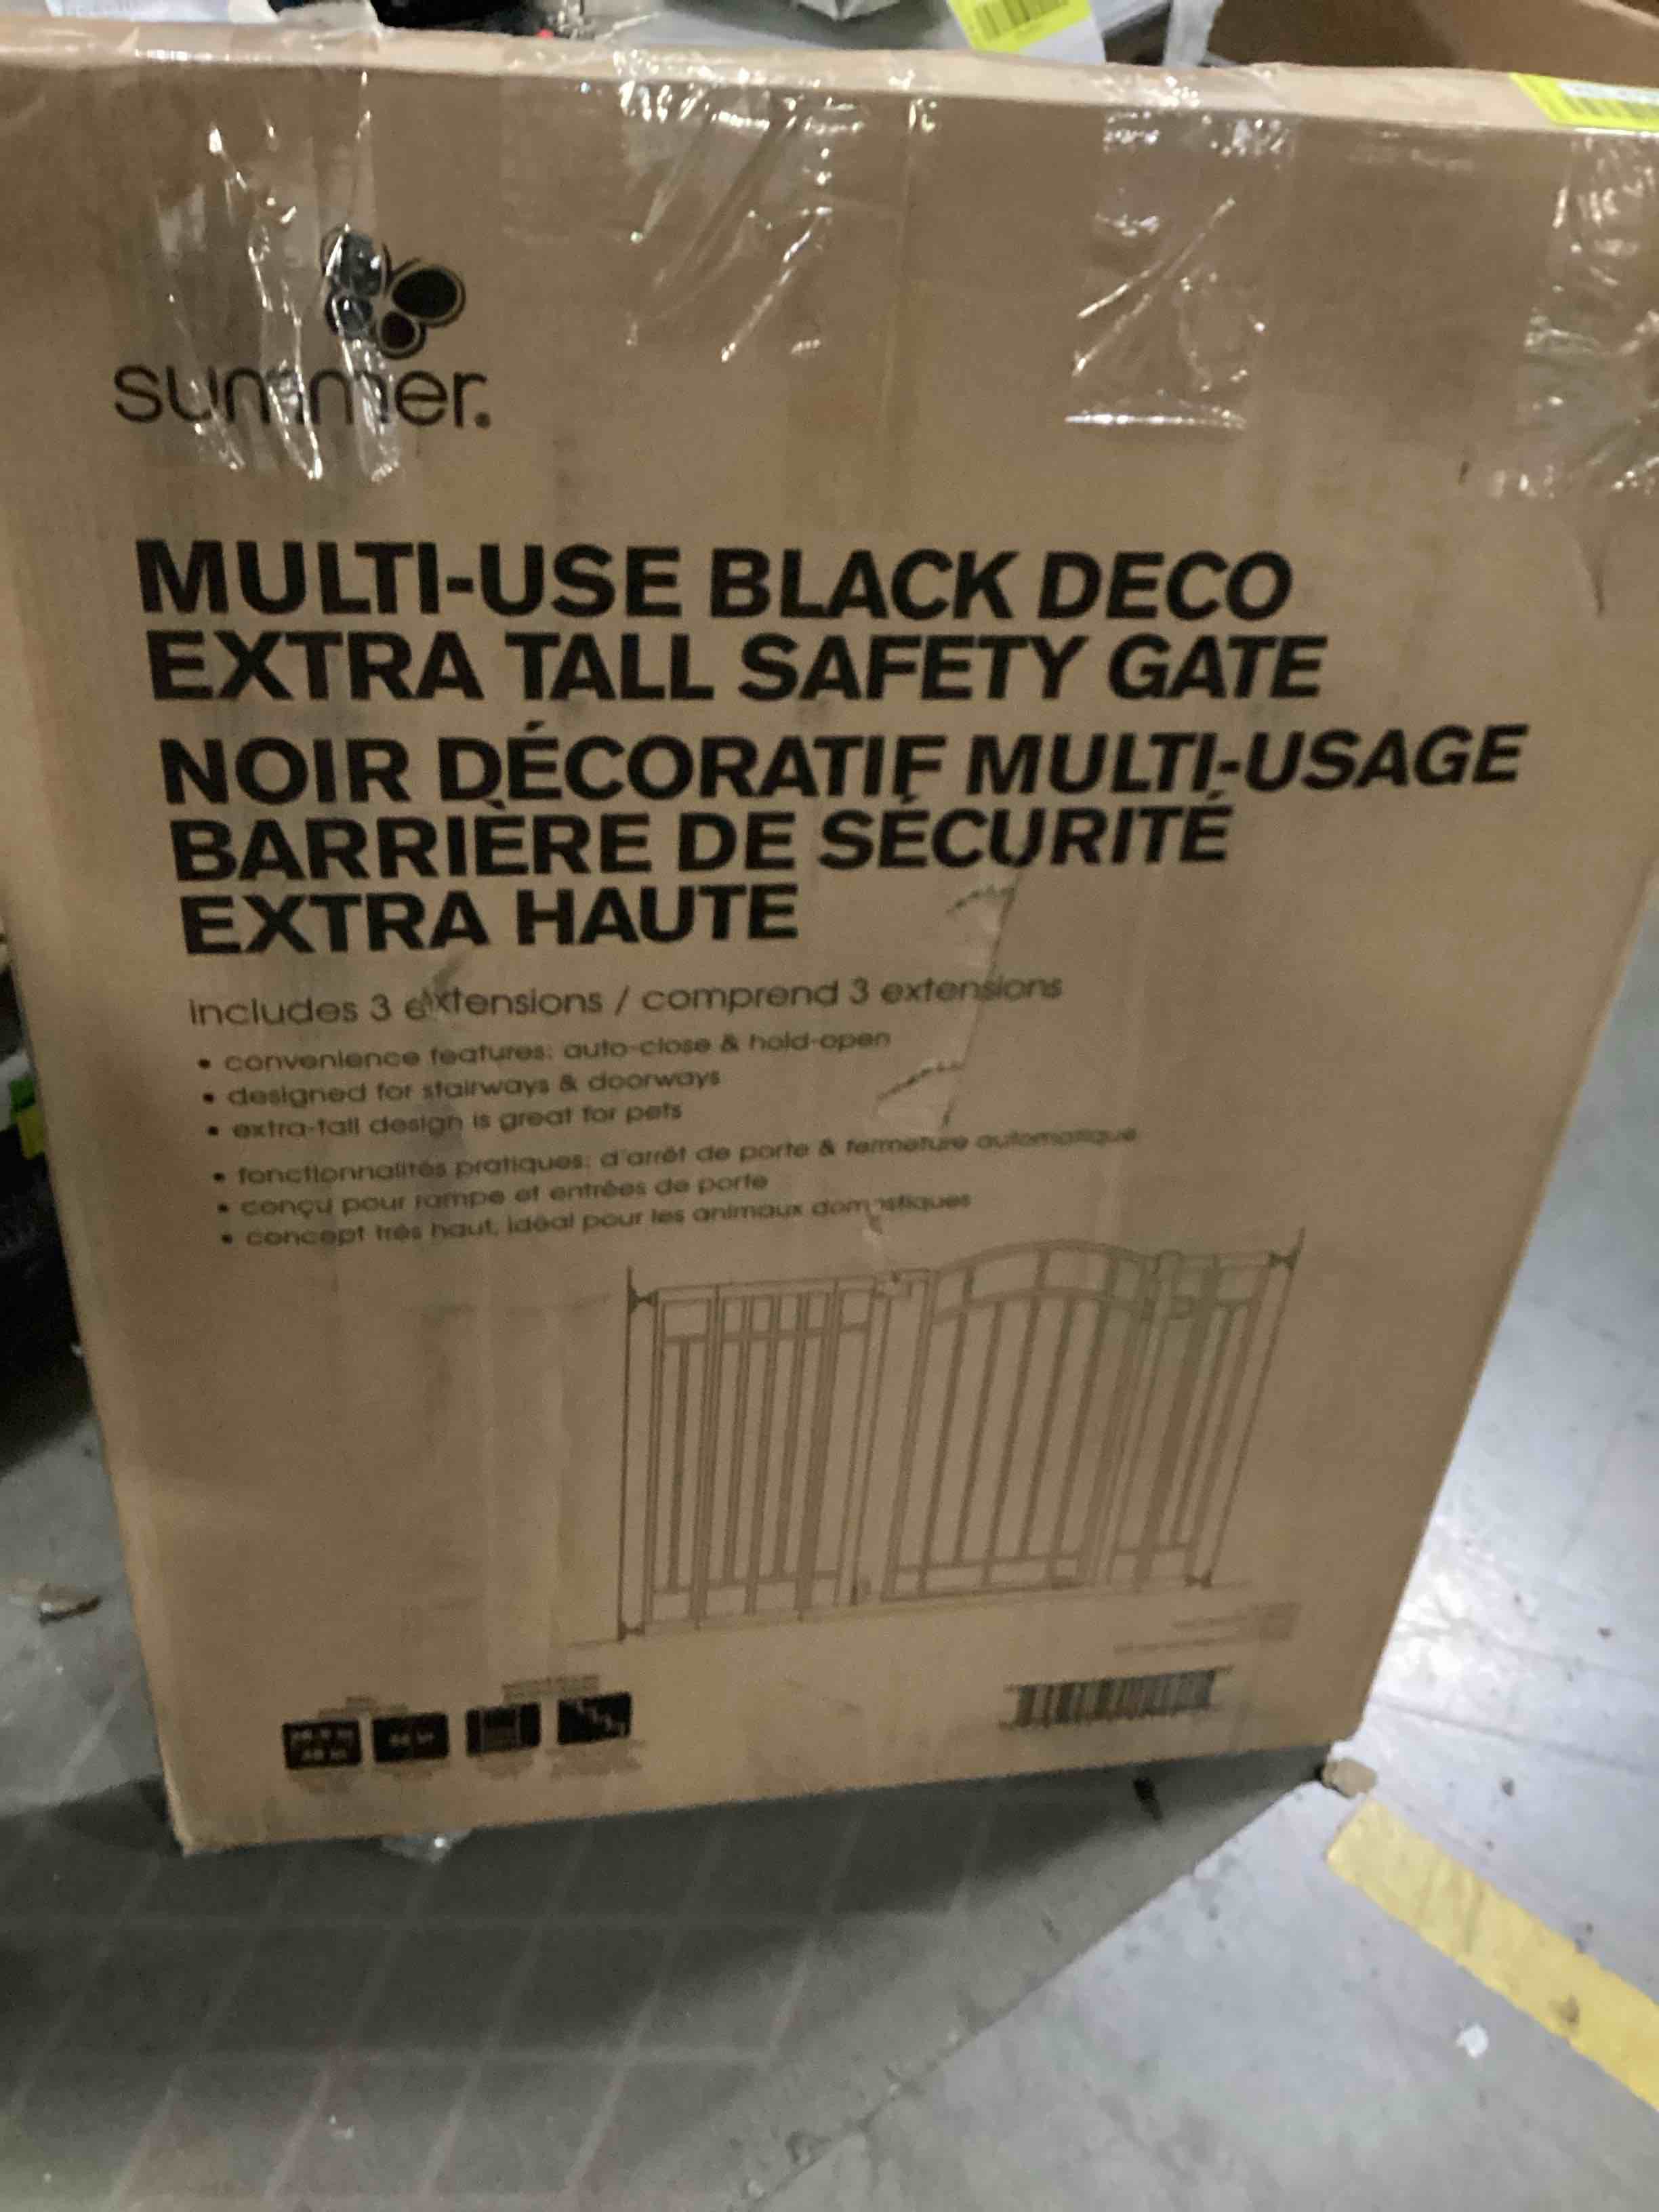 summer.
MULTI-USE BLACK DECO
EXTRA TALL SAFETY GATE
NOIR DÉCORATIF MULTI-USAGE
BARRIÈRE DE SÉCURITÉ
EXTRA HAUTE
includes 3 extensions / comprend 3 extensions
• convenience features: auto-close & hold-open
• designed for stairways & doorways
• extra-tall design is great for pets
• fonctionnalités pratiques: d'arrêt de porte & fermeture automatique
• conçu pour rampe et entrées de porte
• concept très haut, idéal pour les animaux domestiques